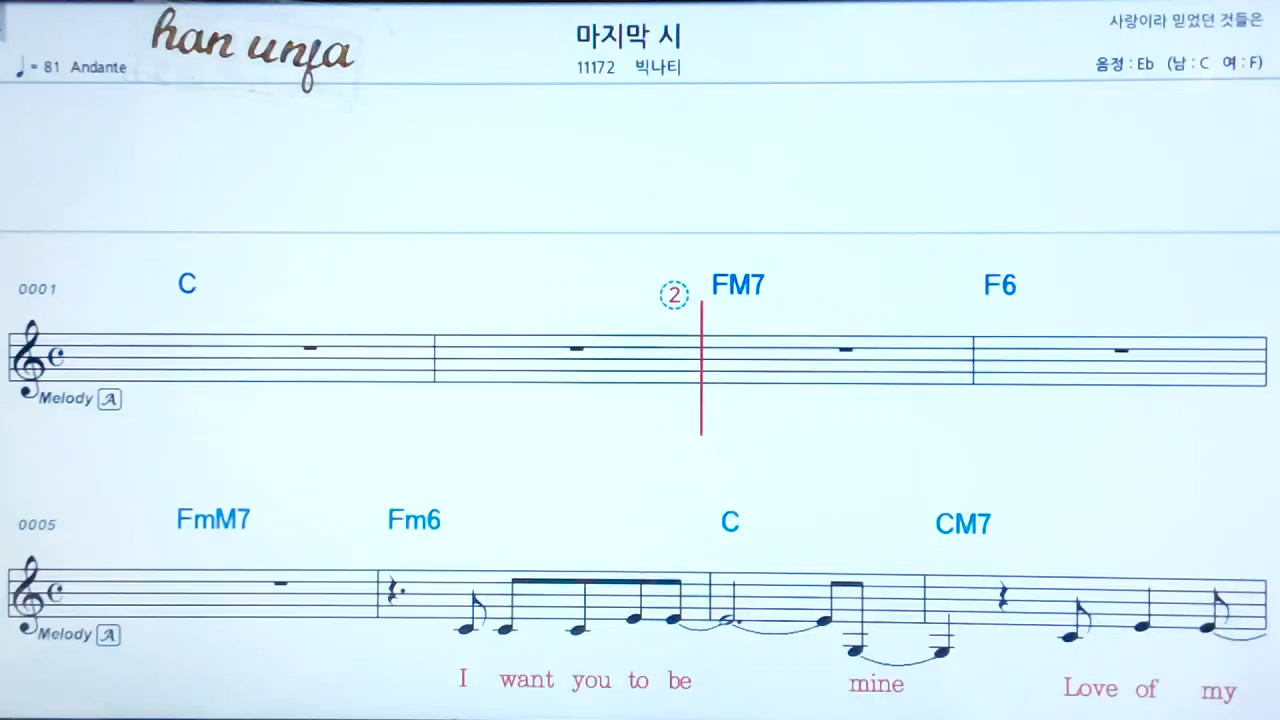 han unfa
마지막 시
사랑이라 믿었던 것들은
♩= 81 Andante
11172 빅나티
음정 : Eb (남 : C 여 : F)
0001 C ② FM7 F6
Melody A
0005 FmM7 Fm6 C CM7
Melody A
I want you to be mine Love of my